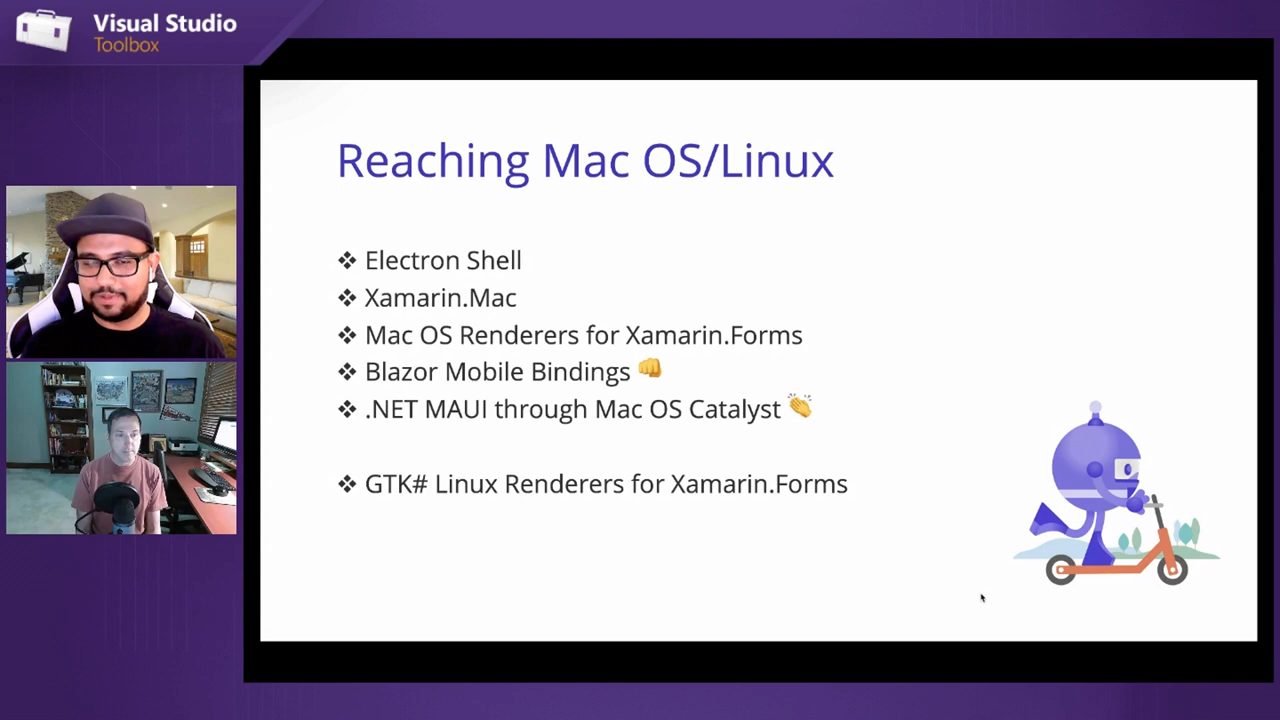 Visual Studio
Toolbox
Reaching Mac OS/Linux
❖ Electron Shell
❖ Xamarin.Mac
❖ Mac OS Renderers for Xamarin.Forms
❖ Blazor Mobile Bindings 👊
❖ .NET MAUI through Mac OS Catalyst 👏
❖ GTK# Linux Renderers for Xamarin.Forms